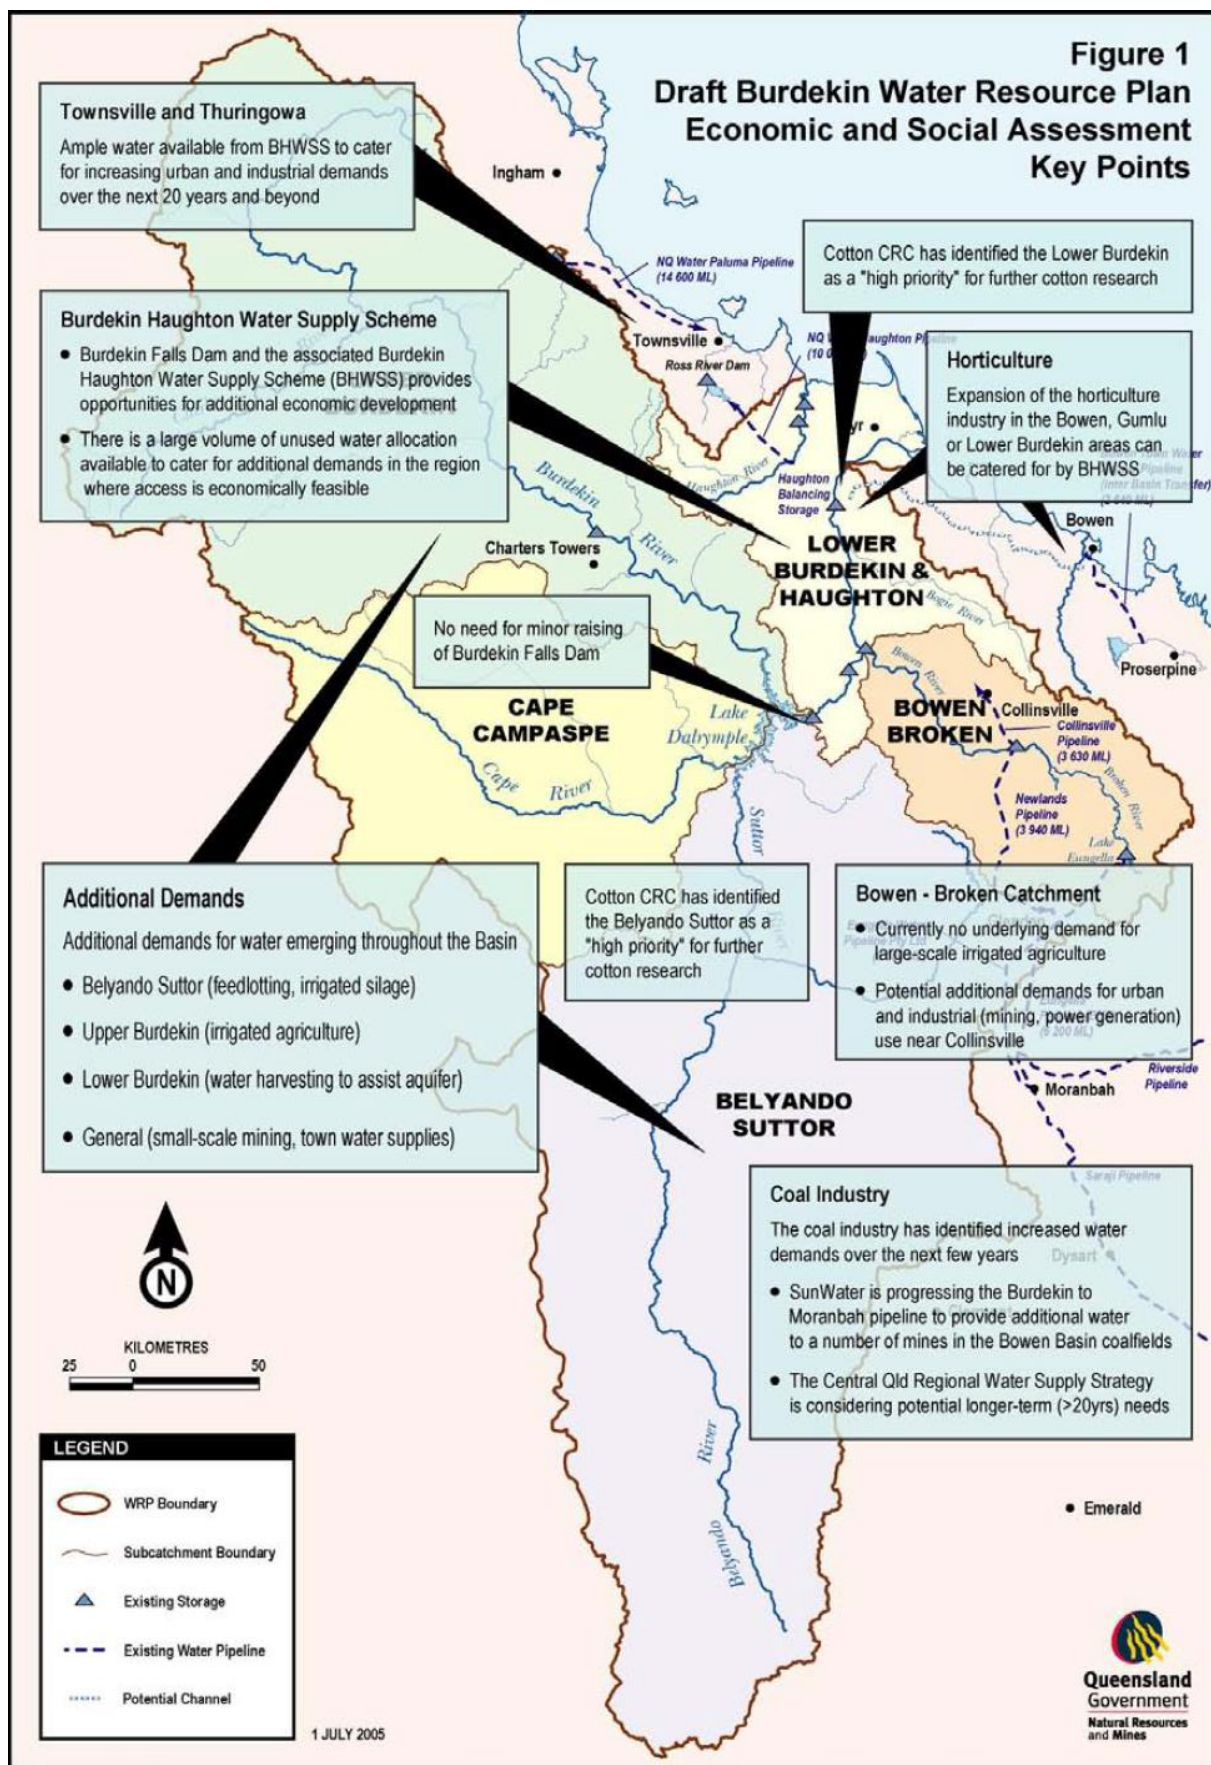 Figure 1
Draft Burdekin Water Resource Plan
Economic and Social Assessment
Key Points
Townsville and Thuringowa
Ample water available from BHWSS to cater
for increasing urban and industrial demands
over the next 20 years and beyond
Ingham
Cotton CRC has identified the Lower Burdekin
as a "high priority" for further cotton research
NQ Water Paluma Pipeline
(14 600 ML)
Burdekin Haughton Water Supply Scheme
• Burdekin Falls Dam and the associated Burdekin
Haughton Water Supply Scheme (BHWSS) provides
opportunities for additional economic development
• There is a large volume of unused water allocation
available to cater for additional demands in the region
where access is economically feasible
Townsville
Ross River Dam
Haughton Pipeline
Horticulture
Expansion of the horticulture
industry in the Bowen, Gumlu
or Lower Burdekin areas can
be catered for by BHWSS
Haughton River
Haughton
Balancing
Storage
(Inter Basin Transfer)
Bowen
Burdekin
River
Charters Towers
LOWER
BURDEKIN &
HAUGHTON
Bogie River
No need for minor raising
of Burdekin Falls Dam
Proserpine
Bowen River
CAPE
CAMPASPE
Lake
Dalrymple
BOWEN
BROKEN
Collinsville
Collinsville
Pipeline
(3 630 ML)
Cape
River
Suttor
River
Newlands
Pipeline
(3 940 ML)
Broken River
Lake
Eungella
Additional Demands
Additional demands for water emerging throughout the Basin
• Belyando Suttor (feedlotting, irrigated silage)
• Upper Burdekin (irrigated agriculture)
• Lower Burdekin (water harvesting to assist aquifer)
• General (small-scale mining, town water supplies)
Cotton CRC has identified
the Belyando Suttor as a
"high priority" for further
cotton research
Bowen - Broken Catchment
• Currently no underlying demand for
large-scale irrigated agriculture
• Potential additional demands for urban
and industrial (mining, power generation)
use near Collinsville
Riverside
Pipeline
Moranbah
BELYANDO
SUTTOR
Saraji Pipeline
Coal Industry
The coal industry has identified increased water
demands over the next few years
Dysart
• SunWater is progressing the Burdekin to
Moranbah pipeline to provide additional water
to a number of mines in the Bowen Basin coalfields
• The Central Qld Regional Water Supply Strategy
is considering potential longer-term (>20yrs) needs
N
KILOMETRES
25 0 50
River
Belyando
Emerald
LEGEND
WRP Boundary
Subcatchment Boundary
Existing Storage
Existing Water Pipeline
Potential Channel
1 JULY 2005
Queensland
Government
Natural Resources
and Mines